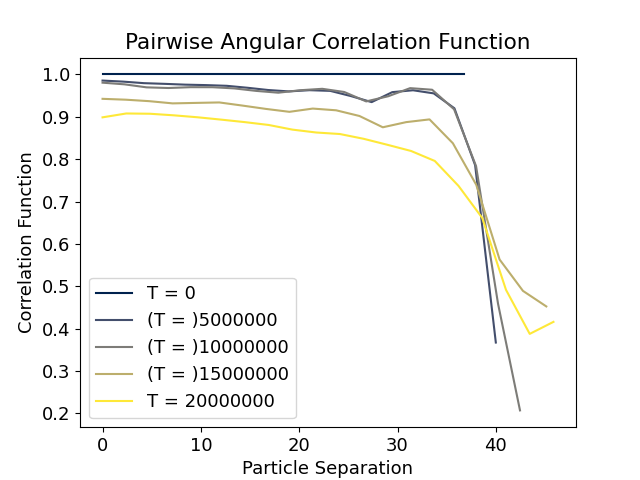 Pairwise Angular Correlation Function
1.0
0.9
0.8
0.7
0.6
0.5
0.4
0.3
0.2
Correlation Function
T = 0
(T = )5000000
(T = )10000000
(T = )15000000
T = 20000000
0 10 20 30 40
Particle Separation